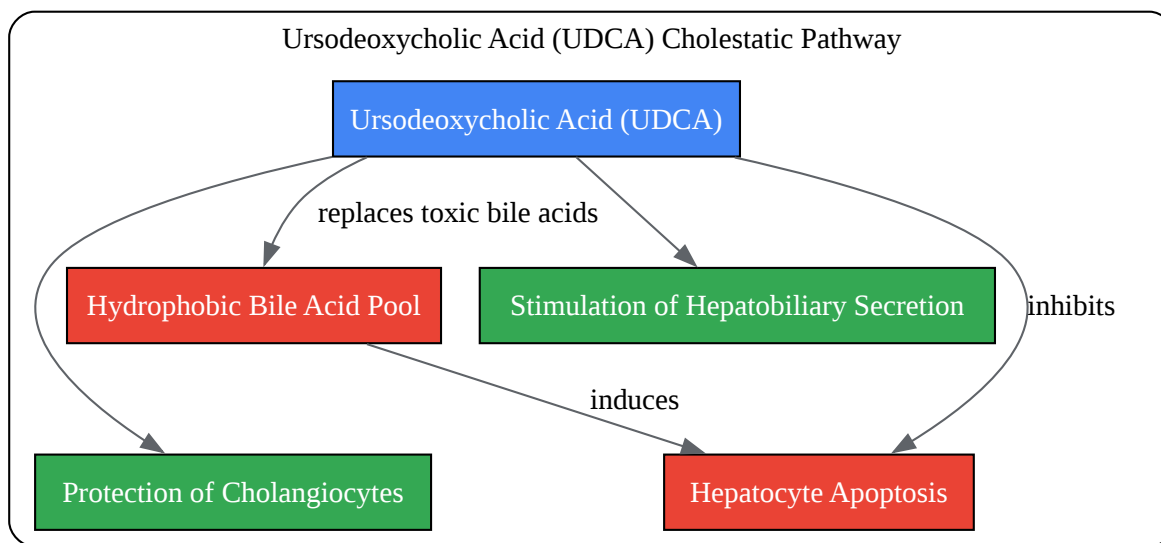 Ursodeoxycholic Acid (UDCA) Cholestatic Pathway
Ursodeoxycholic Acid (UDCA)
replaces toxic bile acids
Hydrophobic Bile Acid Pool
Stimulation of Hepatobiliary Secretion
inhibits
induces
Protection of Cholangiocytes
Hepatocyte Apoptosis